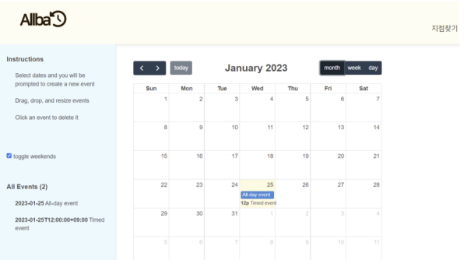 Allba
지점찾기
Instructions
Select dates and you will be
prompted to create a new event
Drag, drop, and resize events
Click an event to delete it
toggle weekends
All Events (2)
2023-01-25 All-day event
2023-01-25T12:00:00+09:00 Timed
event
< > today January 2023 month week day
Sun Mon Tue Wed Thu Fri Sat
1 2 3 4 5 6 7
8 9 10 11 12 13 14
15 16 17 18 19 20 21
22 23 24 25 26 27 28
All-day event
12p Timed event
29 30 31 1 2 3 4
5 6 7 8 9 10 11